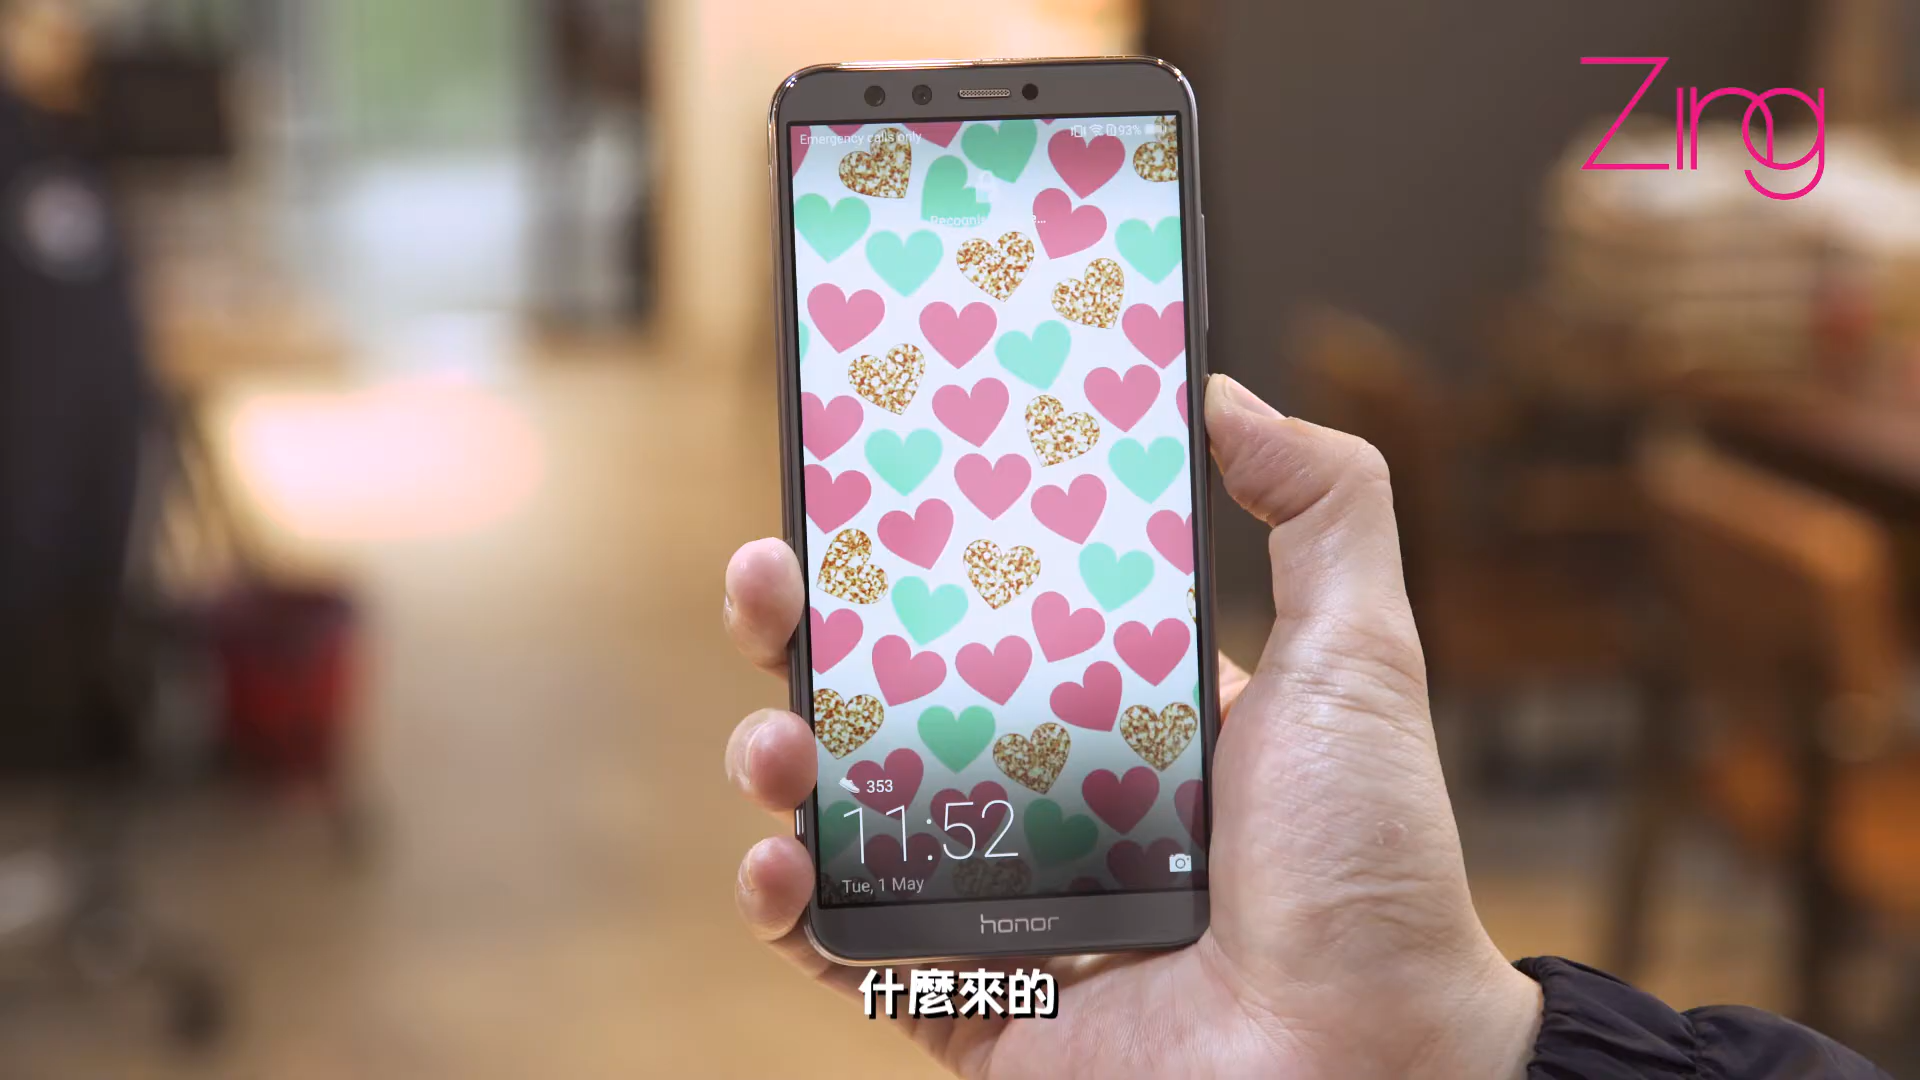 Zing
Emergency calls only
93%
353
11:52
Tue, 1 May
honor
什麼來的